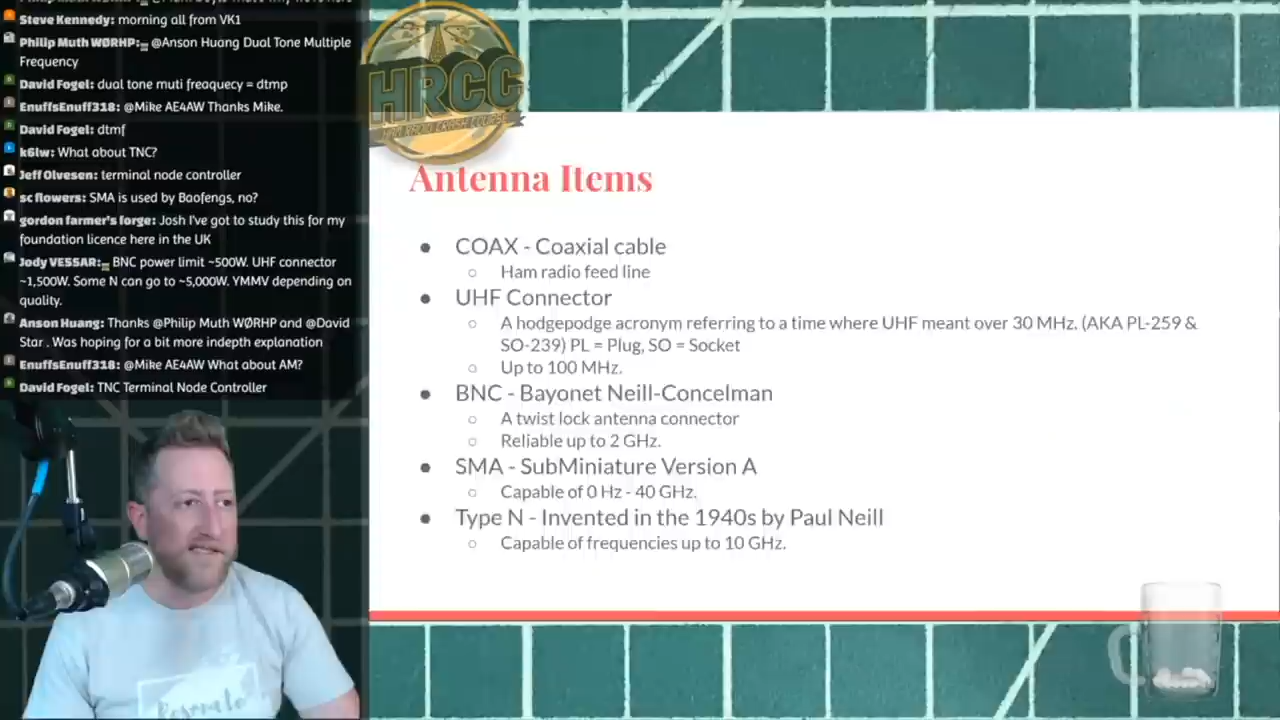 Steve Kennedy: morning all from VK1
Philip Muth WØRHP: @Anson Huang Dual Tone Multiple
Frequency
David Fogel: dual tone muti freaquecy = dtmp
EnuffsEnuff318: @Mike AE4AW Thanks Mike.
David Fogel: dtmf
k6lw: What about TNC?
Jeff Olvesen: terminal node controller
sc flowers: SMA is used by Baofengs, no?
gordon farmer's forge: Josh I've got to study this for my
foundation licence here in the UK
Jody VESSAR: BNC power limit ~500W. UHF connector
~1,500W. Some N can go to ~5,000W. YMMV depending on
quality.
Anson Huang: Thanks @Philip Muth WØRHP and @David
Star . Was hoping for a bit more indepth explanation
EnuffsEnuff318: @Mike AE4AW What about AM?
David Fogel: TNC Terminal Node Controller
HRCC
HAM RADIO CRASH COURSE
Antenna Items
● COAX - Coaxial cable
○ Ham radio feed line
● UHF Connector
○ A hodgepodge acronym referring to a time where UHF meant over 30 MHz. (AKA PL-259 &
SO-239) PL = Plug, SO = Socket
○ Up to 100 MHz.
● BNC - Bayonet Neill-Concelman
○ A twist lock antenna connector
○ Reliable up to 2 GHz.
● SMA - SubMiniature Version A
○ Capable of 0 Hz - 40 GHz.
● Type N - Invented in the 1940s by Paul Neill
○ Capable of frequencies up to 10 GHz.
Resonate